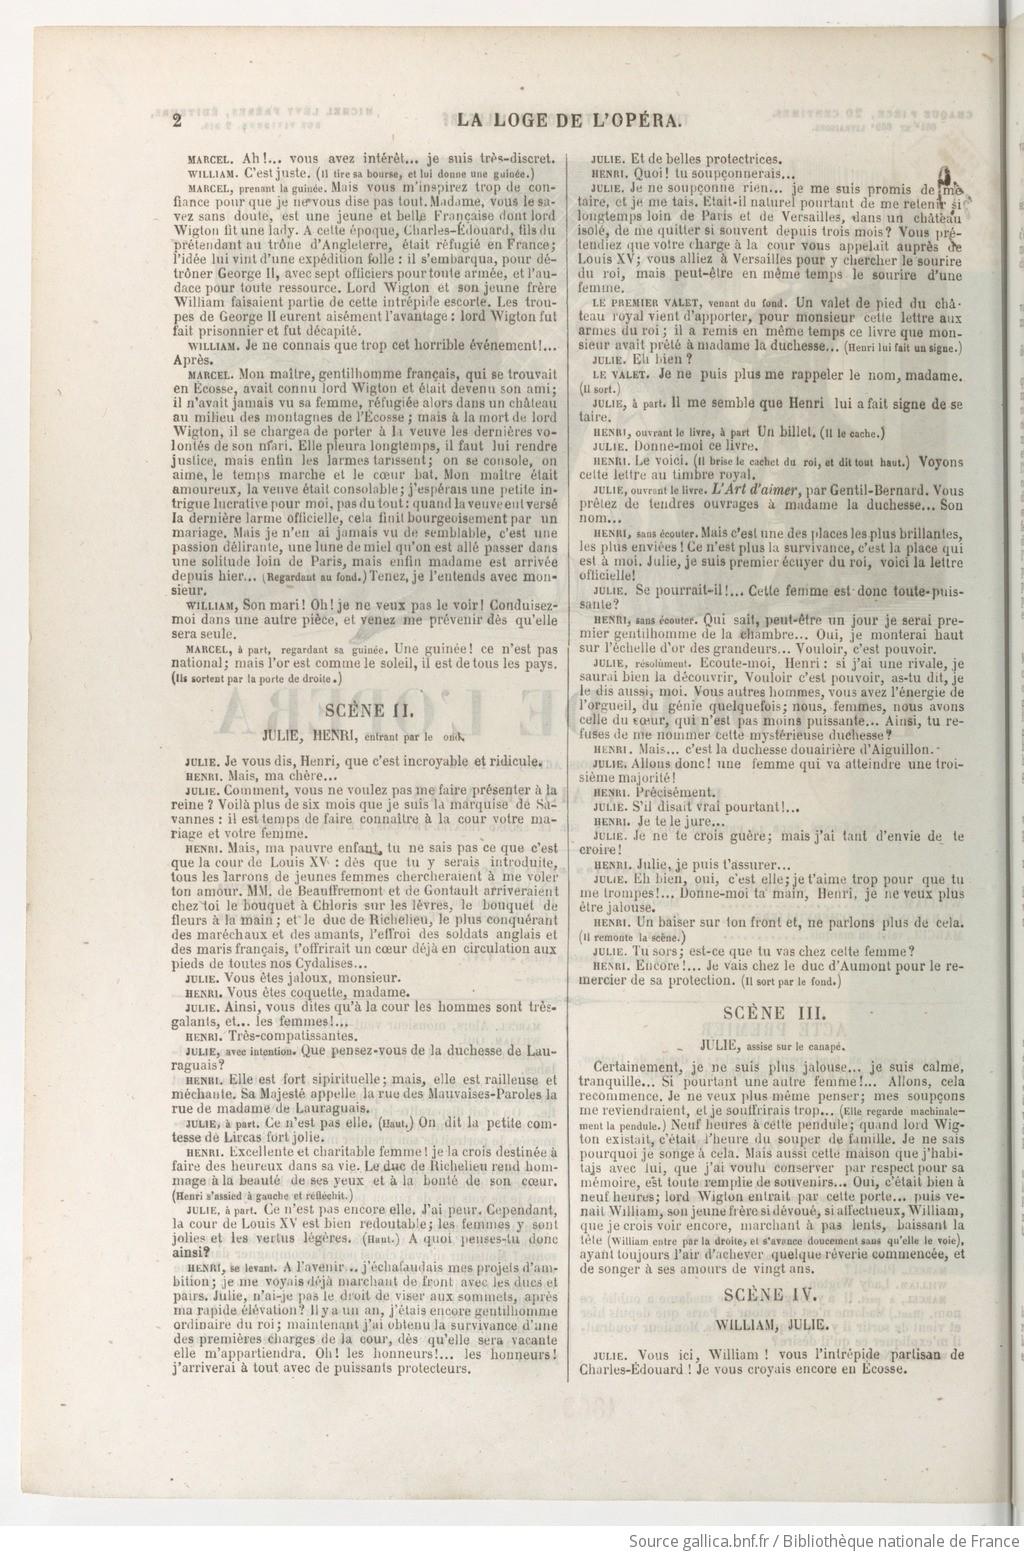 2
LA LOGE DE L'OPÉRA.
MARCEL. Ah!... vous avez intérêt... je suis très-discret.
WILLIAM. C'est juste. (Il tire sa bourse, et lui donne une guinée.)
MARCEL, prenant la guinée. Mais vous m'inspirez trop de con-
fiance pour que je ne vous dise pas tout. Madame, vous le sa-
vez sans doute, est une jeune et belle Française dont lord
Wigton fit une lady. A cette époque, Charles-Édouard, fils du
prétendant au trône d'Angleterre, était réfugié en France;
l'idée lui vint d'une expédition folle : il s'embarqua, pour dé-
trôner George II, avec sept officiers pour toute armée, et l'au-
dace pour toute ressource. Lord Wigton et son jeune frère
William faisaient partie de cette intrépide escorte. Les trou-
pes de George II eurent aisément l'avantage : lord Wigton fut
fait prisonnier et fut décapité.
WILLIAM. Je ne connais que trop cet horrible événement!...
Après.
MARCEL. Mon maître, gentilhomme français, qui se trouvait
en Écosse, avait connu lord Wigton et était devenu son ami;
il n'avait jamais vu sa femme, réfugiée alors dans un château
au milieu des montagnes de l'Écosse; mais à la mort de lord
Wigton, il se chargea de porter à la veuve les dernières vo-
lontés de son mari. Elle pleura longtemps, il faut lui rendre
justice, mais enfin les larmes tarissent; on se console, on
aime, le temps marche et le cœur bat. Mon maître était
amoureux, la veuve était consolable; j'espérais une petite in-
trigue lucrative pour moi, pas du tout : quand la veuve eut versé
la dernière larme officielle, cela finit bourgeoisement par un
mariage. Mais je n'en ai jamais vu de semblable, c'est une
passion délirante, une lune de miel qu'on est allé passer dans
une solitude loin de Paris, mais enfin madame est arrivée
depuis hier... (Regardant au fond.) Tenez, je l'entends avec mon-
sieur.
WILLIAM, Son mari! Oh! je ne veux pas le voir! Conduisez-
moi dans une autre pièce, et venez me prévenir dès qu'elle
sera seule.
MARCEL, à part, regardant sa guinée. Une guinée! ce n'est pas
national; mais l'or est comme le soleil, il est de tous les pays.
(Ils sortent par la porte de droite.)
SCÈNE II.
JULIE, HENRI, entrant par le ond.
JULIE. Je vous dis, Henri, que c'est incroyable et ridicule.
HENRI. Mais, ma chère...
JULIE. Comment, vous ne voulez pas me faire présenter à la
reine? Voilà plus de six mois que je suis la marquise de Sa-
vannes : il est temps de faire connaître à la cour votre ma-
riage et votre femme.
HENRI. Mais, ma pauvre enfant, tu ne sais pas ce que c'est
que la cour de Louis XV : dès que tu y serais introduite,
tous les larrons de jeunes femmes chercheraient à me voler
ton amour. MM. de Beauffremont et de Gontault arriveraient
chez toi le bouquet à Chloris sur les lèvres, le bouquet de
fleurs à la main; et le duc de Richelieu, le plus conquérant
des maréchaux et des amants, l'effroi des soldats anglais et
des maris français, t'offrirait un cœur déjà en circulation aux
pieds de toutes nos Cydalises...
JULIE. Vous êtes jaloux, monsieur.
HENRI. Vous êtes coquette, madame.
JULIE. Ainsi, vous dites qu'à la cour les hommes sont très-
galants, et... les femmes!...
HENRI. Très-compatissantes.
JULIE, avec intention. Que pensez-vous de la duchesse de Lau-
raguais?
HENRI. Elle est fort sipirituelle; mais, elle est railleuse et
méchante. Sa Majesté appelle la rue des Mauvaises-Paroles la
rue de madame de Lauraguais.
JULIE, à part. Ce n'est pas elle. (Haut.) On dit la petite com-
tesse de Lircas fort jolie.
HENRI. Excellente et charitable femme! je la crois destinée à
faire des heureux dans sa vie. Le duc de Richelieu rend hom-
mage à la beauté de ses yeux et à la bonté de son cœur.
(Henri s'assied à gauche et réfléchit.)
JULIE, à part. Ce n'est pas encore elle. J'ai peur. Cependant,
la cour de Louis XV est bien redoutable; les femmes y sont
jolies et les vertus légères. (Haut.) A quoi penses-tu donc
ainsi?
HENRI, se levant. A l'avenir... j'échafaudais mes projets d'am-
bition; je me voyais déjà marchant de front avec les ducs et
pairs. Julie, n'ai-je pas le droit de viser aux sommets, après
ma rapide élévation? Il y a un an, j'étais encore gentilhomme
ordinaire du roi; maintenant j'ai obtenu la survivance d'une
des premières charges de la cour, dès qu'elle sera vacante
elle m'appartiendra. Oh! les honneurs!... les honneurs!
j'arriverai à tout avec de puissants protecteurs.
JULIE. Et de belles protectrices.
HENRI. Quoi! tu soupçonnerais...
JULIE. Je ne soupçonne rien... je me suis promis de me
taire, et je me tais. Était-il naturel pourtant de me retenir si
longtemps loin de Paris et de Versailles, dans un château
isolé, de me quitter si souvent depuis trois mois? Vous pré-
tendiez que votre charge à la cour vous appelait auprès de
Louis XV; vous alliez à Versailles pour y chercher le sourire
du roi, mais peut-être en même temps le sourire d'une
femme.
LE PREMIER VALET, venant du fond. Un valet de pied du châ-
teau royal vient d'apporter, pour monsieur cette lettre aux
armes du roi; il a remis en même temps ce livre que mon-
sieur avait prêté à madame la duchesse... (Henri lui fait un signe.)
JULIE. Eh bien?
LE VALET. Je ne puis plus me rappeler le nom, madame.
(Il sort.)
JULIE, à part. Il me semble que Henri lui a fait signe de se
taire.
HENRI, ouvrant le livre, à part Un billet. (Il le cache.)
JULIE. Donne-moi ce livre.
HENRI. Le voici. (Il brise le cachet du roi, et dit tout haut.) Voyons
cette lettre au timbre royal.
JULIE, ouvrant le livre. L'Art d'aimer, par Gentil-Bernard. Vous
prêtez de tendres ouvrages à madame la duchesse... Son
nom...
HENRI, sans écouter. Mais c'est une des places les plus brillantes,
les plus enviées! Ce n'est plus la survivance, c'est la place qui
est à moi. Julie, je suis premier écuyer du roi, voici la lettre
officielle!
JULIE. Se pourrait-il!... Cette femme est donc toute-puis-
sante?
HENRI, sans écouter. Qui sait, peut-être un jour je serai pre-
mier gentilhomme de la chambre... Oui, je monterai haut
sur l'échelle d'or des grandeurs... Vouloir, c'est pouvoir.
JULIE, résolûment. Écoute-moi, Henri : si j'ai une rivale, je
saurai bien la découvrir, Vouloir c'est pouvoir, as-tu dit, je
le dis aussi, moi. Vous autres hommes, vous avez l'énergie de
l'orgueil, du génie quelquefois; nous, femmes, nous avons
celle du cœur, qui n'est pas moins puissante... Ainsi, tu re-
fuses de me nommer cette mystérieuse duchesse?
HENRI. Mais... c'est la duchesse douairière d'Aiguillon.
JULIE. Allons donc! une femme qui va atteindre une troi-
sième majorité!
HENRI. Précisément.
JULIE. S'il disait vrai pourtant!...
HENRI. Je te le jure...
JULIE. Je ne te crois guère; mais j'ai tant d'envie de te
croire!
HENRI. Julie, je puis t'assurer...
JULIE. Eh bien, oui, c'est elle; je t'aime trop pour que tu
me trompes!... Donne-moi ta main, Henri, je ne veux plus
être jalouse.
HENRI. Un baiser sur ton front et, ne parlons plus de cela.
(Il remonte la scène.)
JULIE. Tu sors; est-ce que tu vas chez cette femme?
HENRI. Encore!... Je vais chez le duc d'Aumont pour le re-
mercier de sa protection. (Il sort par le fond.)
SCÈNE III.
JULIE, assise sur le canapé.
Certainement, je ne suis plus jalouse... je suis calme,
tranquille... Si pourtant une autre femme!... Allons, cela
recommence. Je ne veux plus même penser; mes soupçons
me reviendraient, et je souffrirais trop... (Elle regarde machinale-
ment la pendule.) Neuf heures à cette pendule; quand lord Wig-
ton existait, c'était l'heure du souper de famille. Je ne sais
pourquoi je songe à cela. Mais aussi cette maison que j'habi-
tais avec lui, que j'ai voulu conserver par respect pour sa
mémoire, est toute remplie de souvenirs... Oui, c'était bien à
neuf heures; lord Wigton entrait par cette porte... puis ve-
nait William, son jeune frère si dévoué, si affectueux, William,
que je crois voir encore, marchant à pas lents, baissant la
tête (William entre par la droite, et s'avance doucement sans qu'elle le voie),
ayant toujours l'air d'achever quelque rêverie commencée, et
de songer à ses amours de vingt ans.
SCÈNE IV.
WILLIAM, JULIE.
JULIE. Vous ici, William! vous l'intrépide partisan de
Charles-Édouard! Je vous croyais encore en Écosse.
Source gallica.bnf.fr / Bibliothèque nationale de France